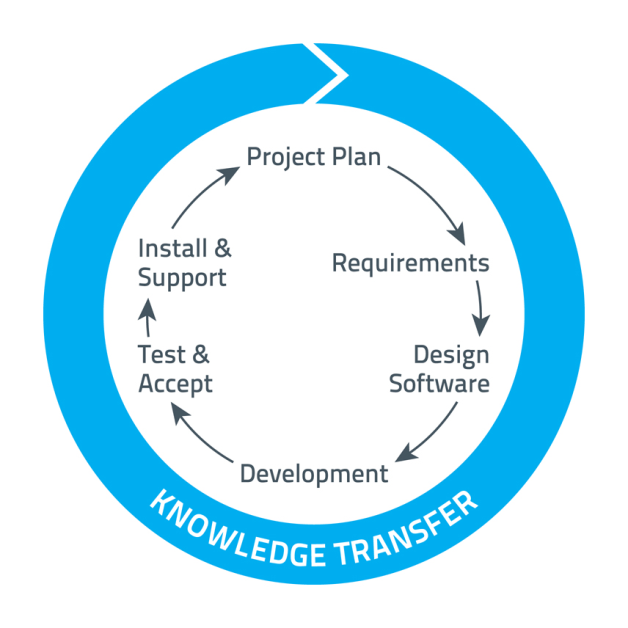 Project Plan
Requirements
Design
Software
Development
Test &
Accept
Install &
Support
KNOWLEDGE TRANSFER